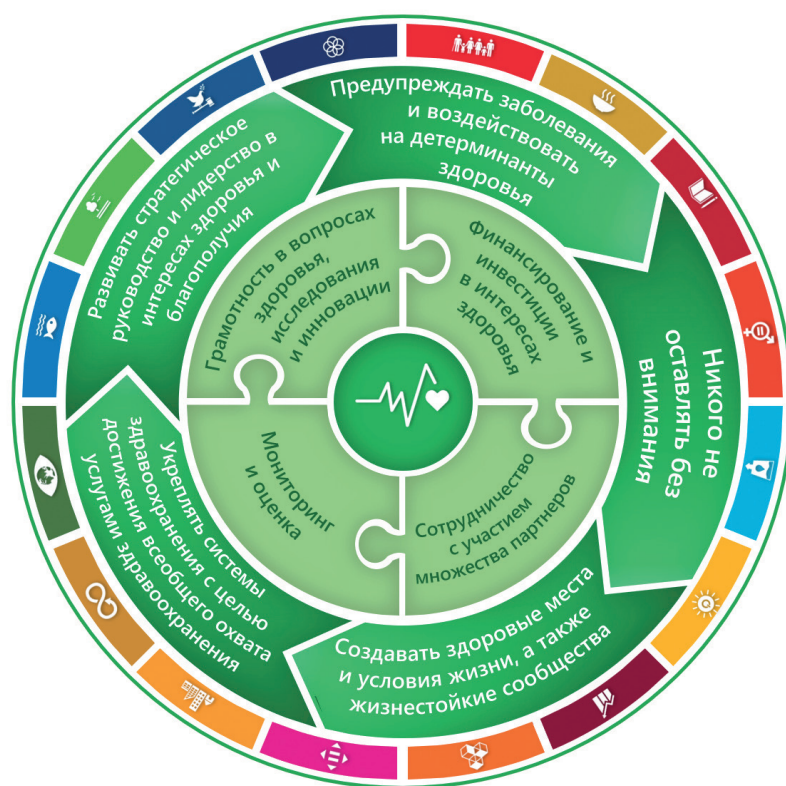 Предупреждать заболевания
и воздействовать
на детерминанты
здоровья
Никого не
оставлять без
внимания
Создавать здоровые места
и условия жизни, а также
жизнестойкие сообщества
Укреплять системы
здравоохранения с целью
достижения всеобщего охвата
услугами здравоохранения
Развивать стратегическое
руководство и лидерство в
интересах здоровья и
благополучия
Грамотность в вопросах
здоровья,
исследования
и инновации
Финансирование и
инвестиции
в интересах
здоровья
Сотрудничество
с участием
множества партнеров
Мониторинг
и оценка